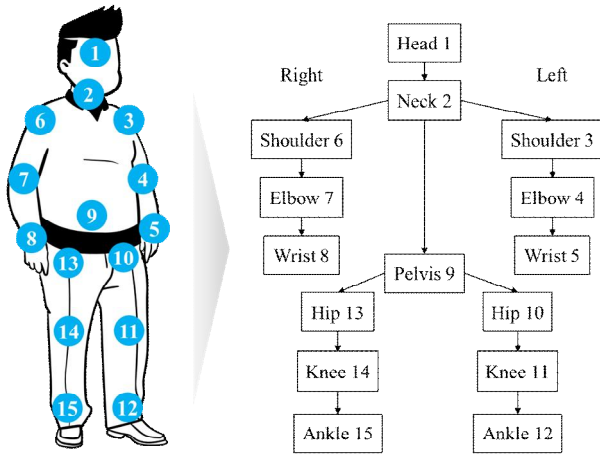 1
2
6
3
7
4
9
5
8
13
10
14
11
15
12
Head 1
Right
Left
Neck 2
Shoulder 6
Shoulder 3
Elbow 7
Elbow 4
Wrist 8
Wrist 5
Pelvis 9
Hip 13
Hip 10
Knee 14
Knee 11
Ankle 15
Ankle 12